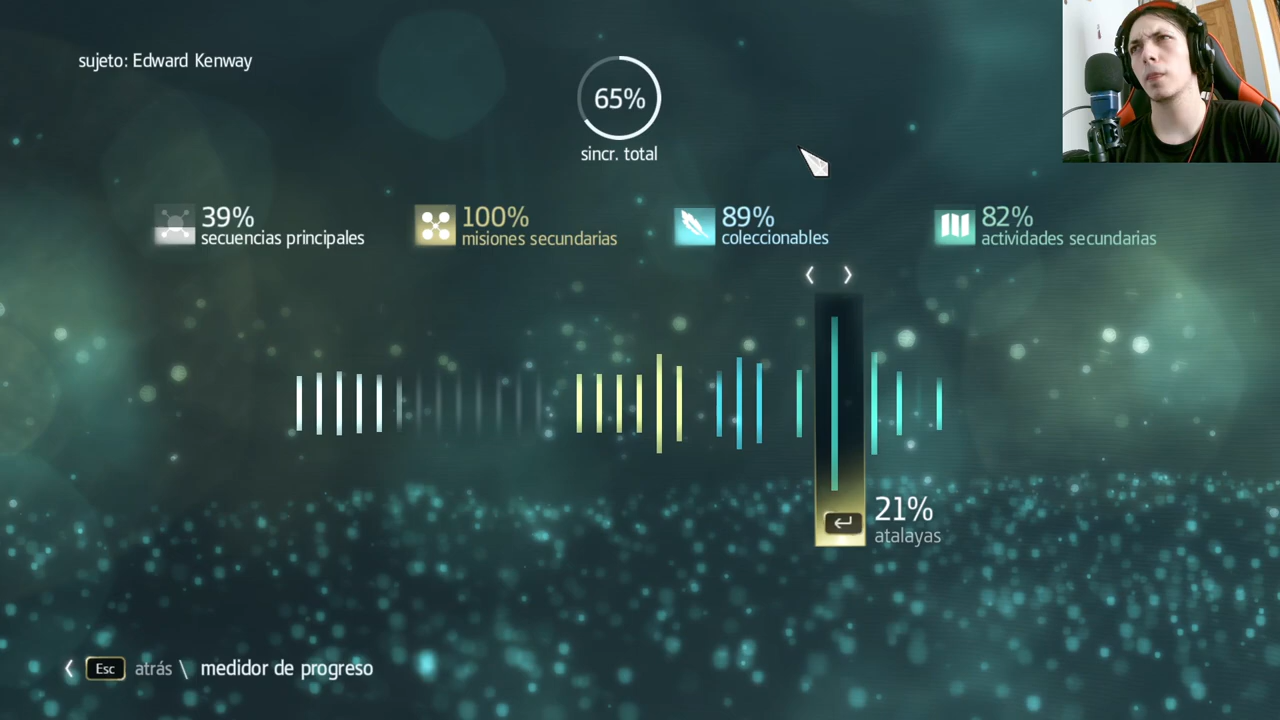 sujeto: Edward Kenway
65%
sincr. total
39%
secuencias principales
100%
misiones secundarias
89%
coleccionables
82%
actividades secundarias
21%
atalayas
Esc atrás \ medidor de progreso